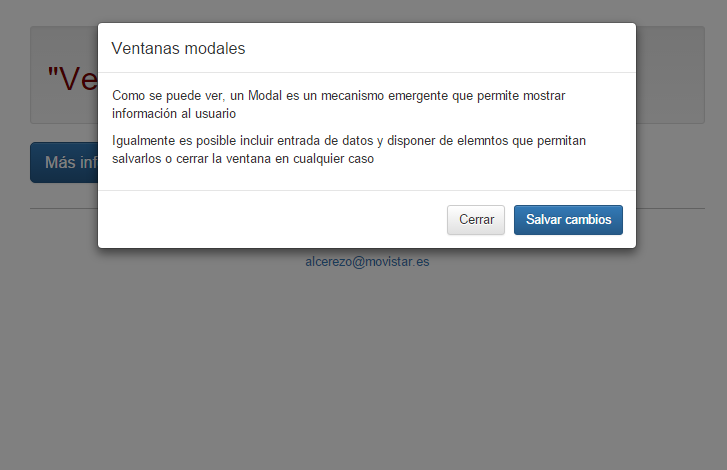 Ventanas modales
"Ve
Como se puede ver, un Modal es un mecanismo emergente que permite mostrar
información al usuario
Igualmente es posible incluir entrada de datos y disponer de elemntos que permitan
salvarlos o cerrar la ventana en cualquier caso
Más inf
Cerrar Salvar cambios
alcerezo@movistar.es